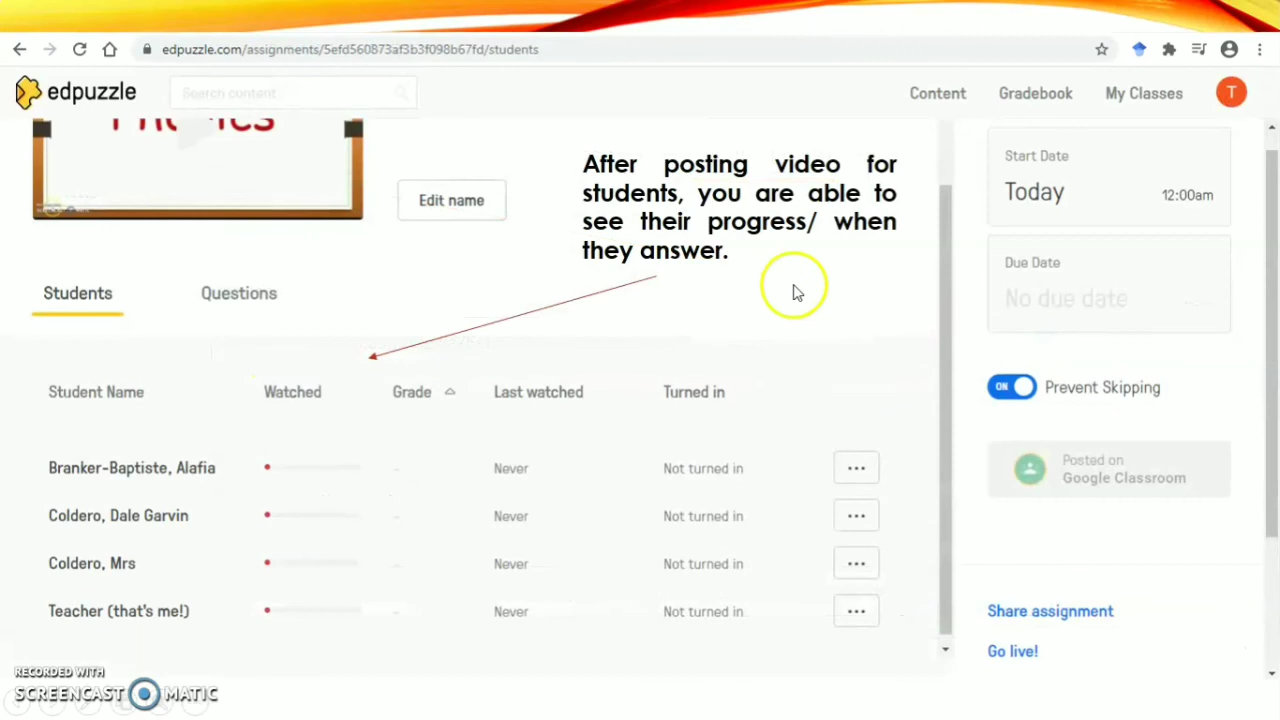 edpuzzle.com/assignments/5efd560873af3b3f098b67fd/students
edpuzzle
Search content
Content
Gradebook
My Classes
T
Phonics
Edit name
After posting video for
students, you are able to
see their progress/ when
they answer.
Start Date
Today
12:00am
Due Date
No due date
Students
Questions
Prevent Skipping
ON
Student Name
Watched
Grade
Last watched
Turned in
Branker-Baptiste, Alafia
Never
Not turned in
Posted on
Google Classroom
Coldero, Dale Garvin
Never
Not turned in
Coldero, Mrs
Never
Not turned in
Teacher (that's me!)
Never
Not turned in
Share assignment
Go live!
RECORDED WITH
SCREENCAST MATIC